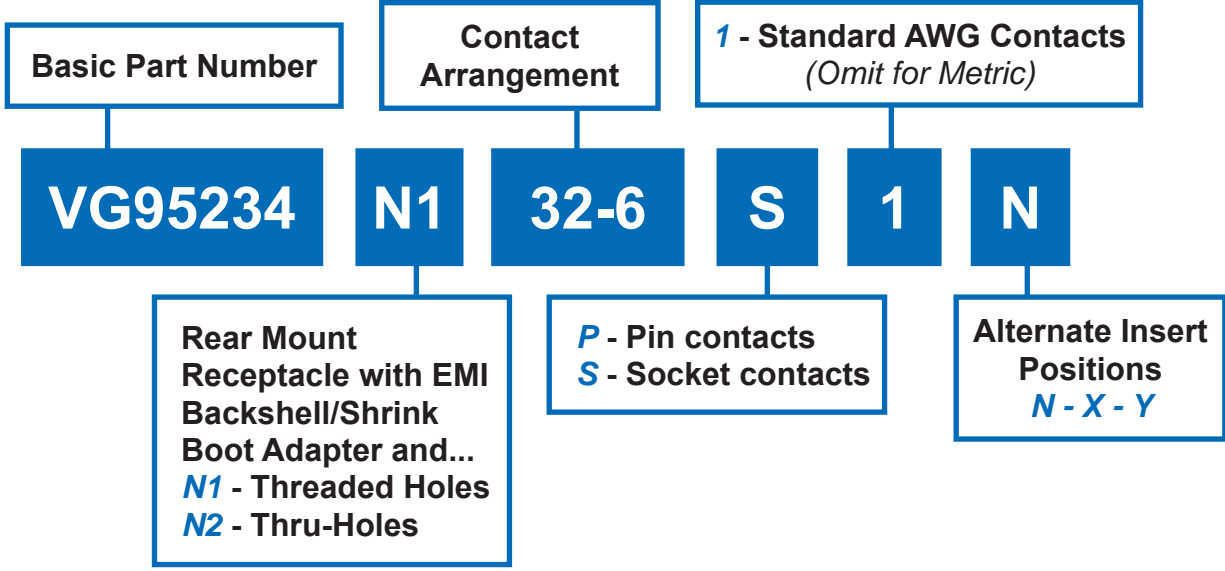 Basic Part Number
Contact
Arrangement
1 - Standard AWG Contacts
(Omit for Metric)
VG95234 N1 32-6 S 1 N
Rear Mount
Receptacle with EMI
Backshell/Shrink
Boot Adapter and...
N1 - Threaded Holes
N2 - Thru-Holes
P - Pin contacts
S - Socket contacts
Alternate Insert
Positions
N - X - Y